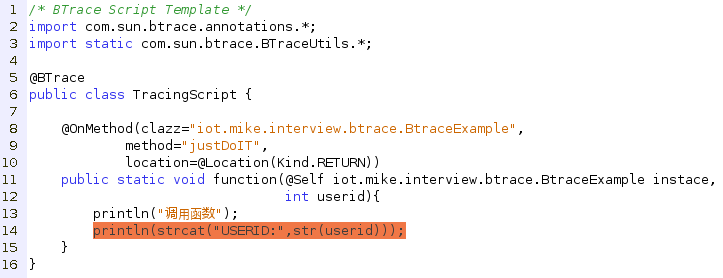 1 /* BTrace Script Template */
2 import com.sun.btrace.annotations.*;
3 import static com.sun.btrace.BTraceUtils.*;
4
5 @BTrace
6 public class TracingScript {
7
8 @OnMethod(clazz="iot.mike.interview.btrace.BtraceExample",
9 method="justDoIT",
10 location=@Location(Kind.RETURN))
11 public static void function(@Self iot.mike.interview.btrace.BtraceExample instace,
12 int userid){
13 println("调用函数");
14 println(strcat("USERID:",str(userid)));
15 }
16 }